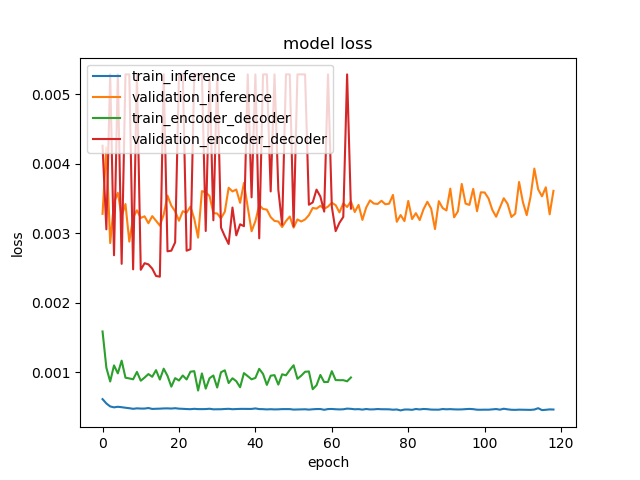 model loss
train_inference
validation_inference
train_encoder_decoder
validation_encoder_decoder
0.005
0.004
0.003
0.002
0.001
loss
0 20 40 60 80 100 120
epoch